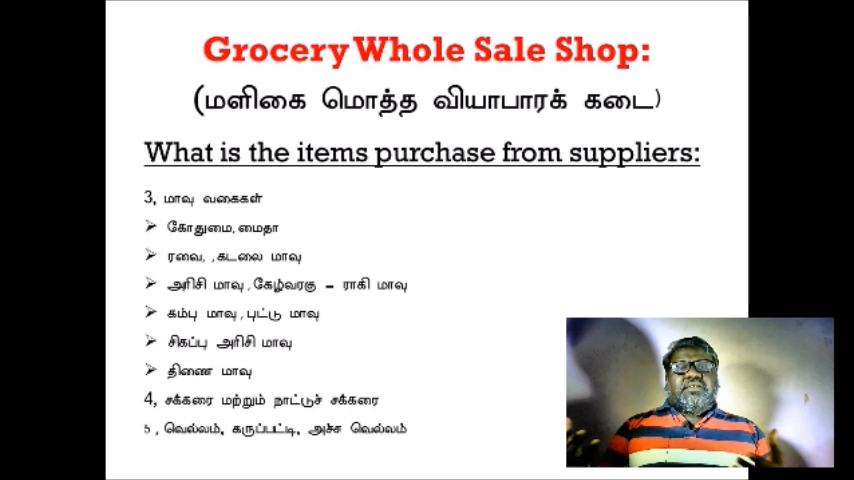 Grocery Whole Sale Shop:
(மளிகை மொத்த வியாபாரக் கடை)
What is the items purchase from suppliers:
3, மாவு வகைகள்
➢ கோதுமை,மைதா
➢ ரவை, ,கடலை மாவு
➢ அரிசி மாவு ,கேழ்வரகு – ராகி மாவு
➢ கம்பு மாவு ,புட்டு மாவு
➢ சிகப்பு அரிசி மாவு
➢ திணை மாவு
4, சக்கரை மற்றும் நாட்டுச் சக்கரை
5 , வெல்லம், கருப்பட்டி, அச்ச வெல்லம்